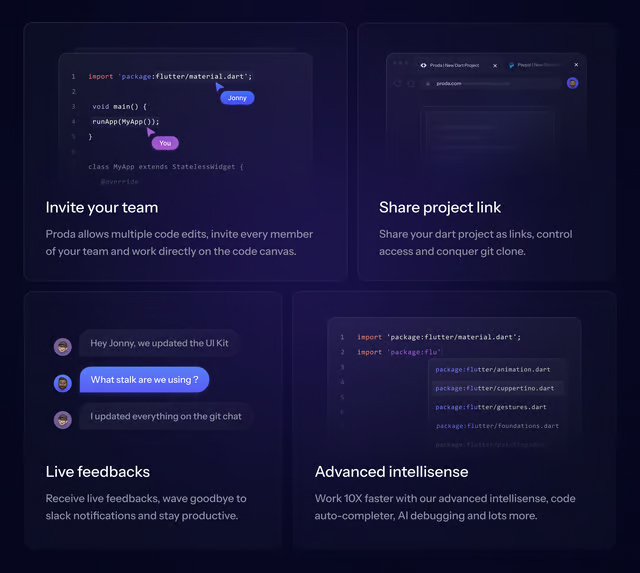 1 import 'package:flutter/material.dart';
2
3 void main() {
4 runApp(MyApp());
5 }
6
class MyApp extends StatelessWidget {
@override
Jonny
You
Invite your team
Proda allows multiple code edits, invite every member
of your team and work directly on the code canvas.
Proda | New Dart Project
proda.com
Share project link
Share your dart project as links, control
access and conquer git clone.
Hey Jonny, we updated the UI Kit
What stalk are we using ?
I updated everything on the git chat
Live feedbacks
Receive live feedbacks, wave goodbye to
slack notifications and stay productive.
1 import 'package:flutter/material.dart';
2 import 'package:flu'
3
4
5
6
package:flutter/animation.dart
package:flutter/cuppertino.dart
package:flutter/gestures.dart
package:flutter/foundations.dart
Advanced intellisense
Work 10X faster with our advanced intellisense, code
auto-completer, AI debugging and lots more.